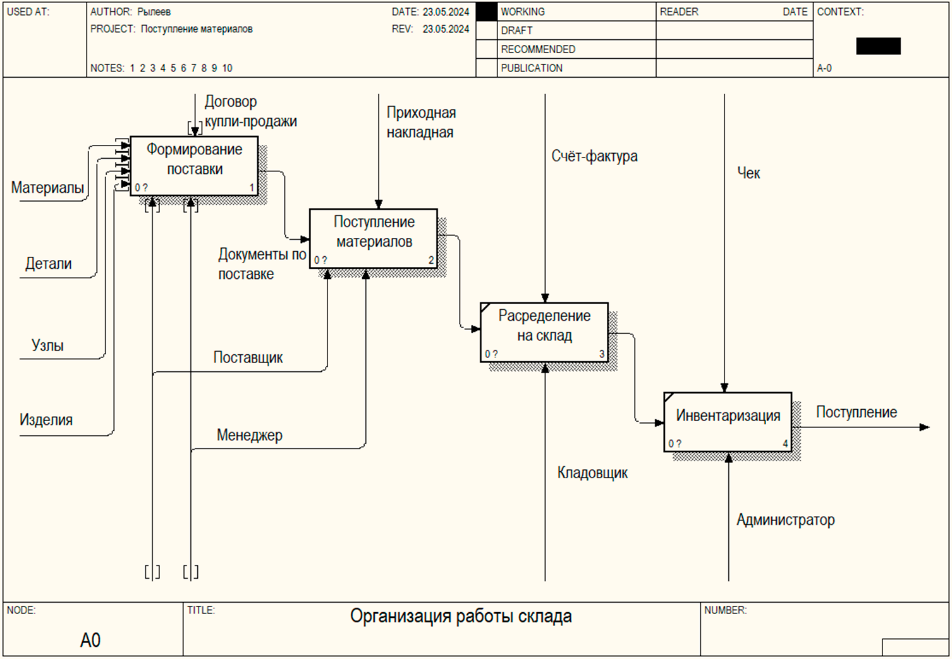 USED AT:
AUTHOR: Рылеев
DATE: 23.05.2024
PROJECT: Поступление материалов
REV: 23.05.2024
NOTES: 1 2 3 4 5 6 7 8 9 10
WORKING
DRAFT
RECOMMENDED
PUBLICATION
READER
DATE
CONTEXT:
A-0
Договор
купли-продажи
Приходная
накладная
Счёт-фактура
Чек
Формирование
поставки
0 ?
1
Материалы
Детали
Узлы
Изделия
Поступление
материалов
0 ?
2
Документы по
поставке
Расределение
на склад
0 ?
3
Поставщик
Менеджер
Инвентаризация
0 ?
4
Поступление
Кладовщик
Администратор
NODE:
A0
TITLE:
Организация работы склада
NUMBER: